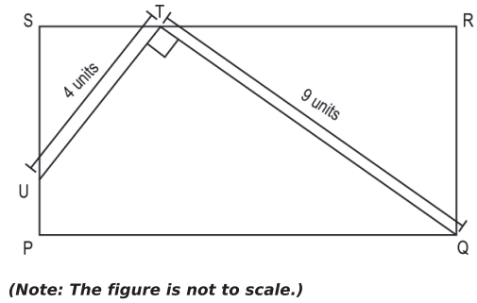 S T R
4 units
9 units
U
P Q
(Note: The figure is not to scale.)